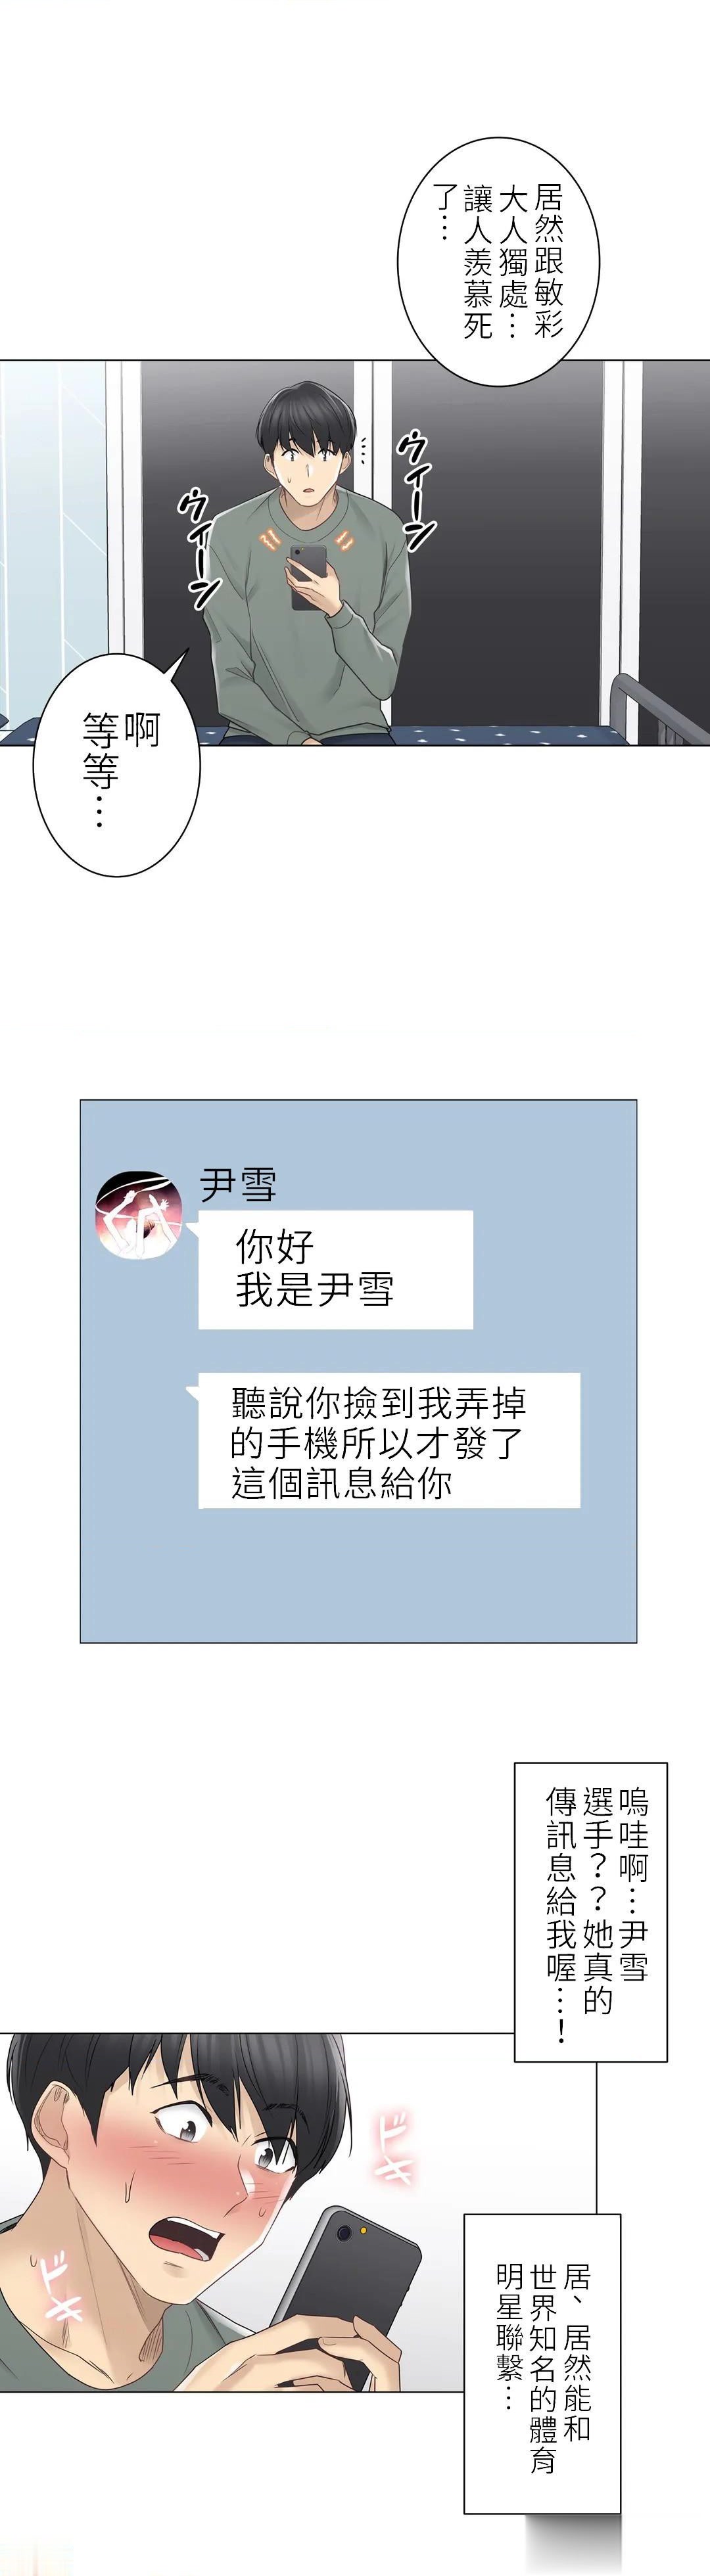 居然跟敏彩
大人獨處…
讓人羨慕死
了…
ウィーン
ウィーン
啊
等等…
尹雪
你好
我是尹雪
聽說你撿到我弄掉
的手機所以才發了
這個訊息給你
嗚哇啊…尹雪
選手??她真的
傳訊息給我喔…!
ドキ
ドキ
居、居然能和
世界知名的體育
明星聯繫…